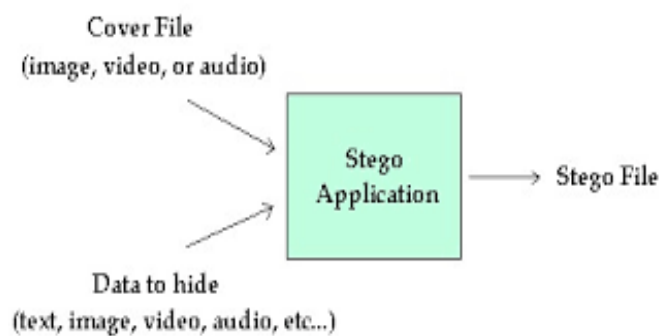 Cover File
(image, video, or audio)
Stego
Application
Stego File
Data to hide
(text, image, video, audio, etc...)